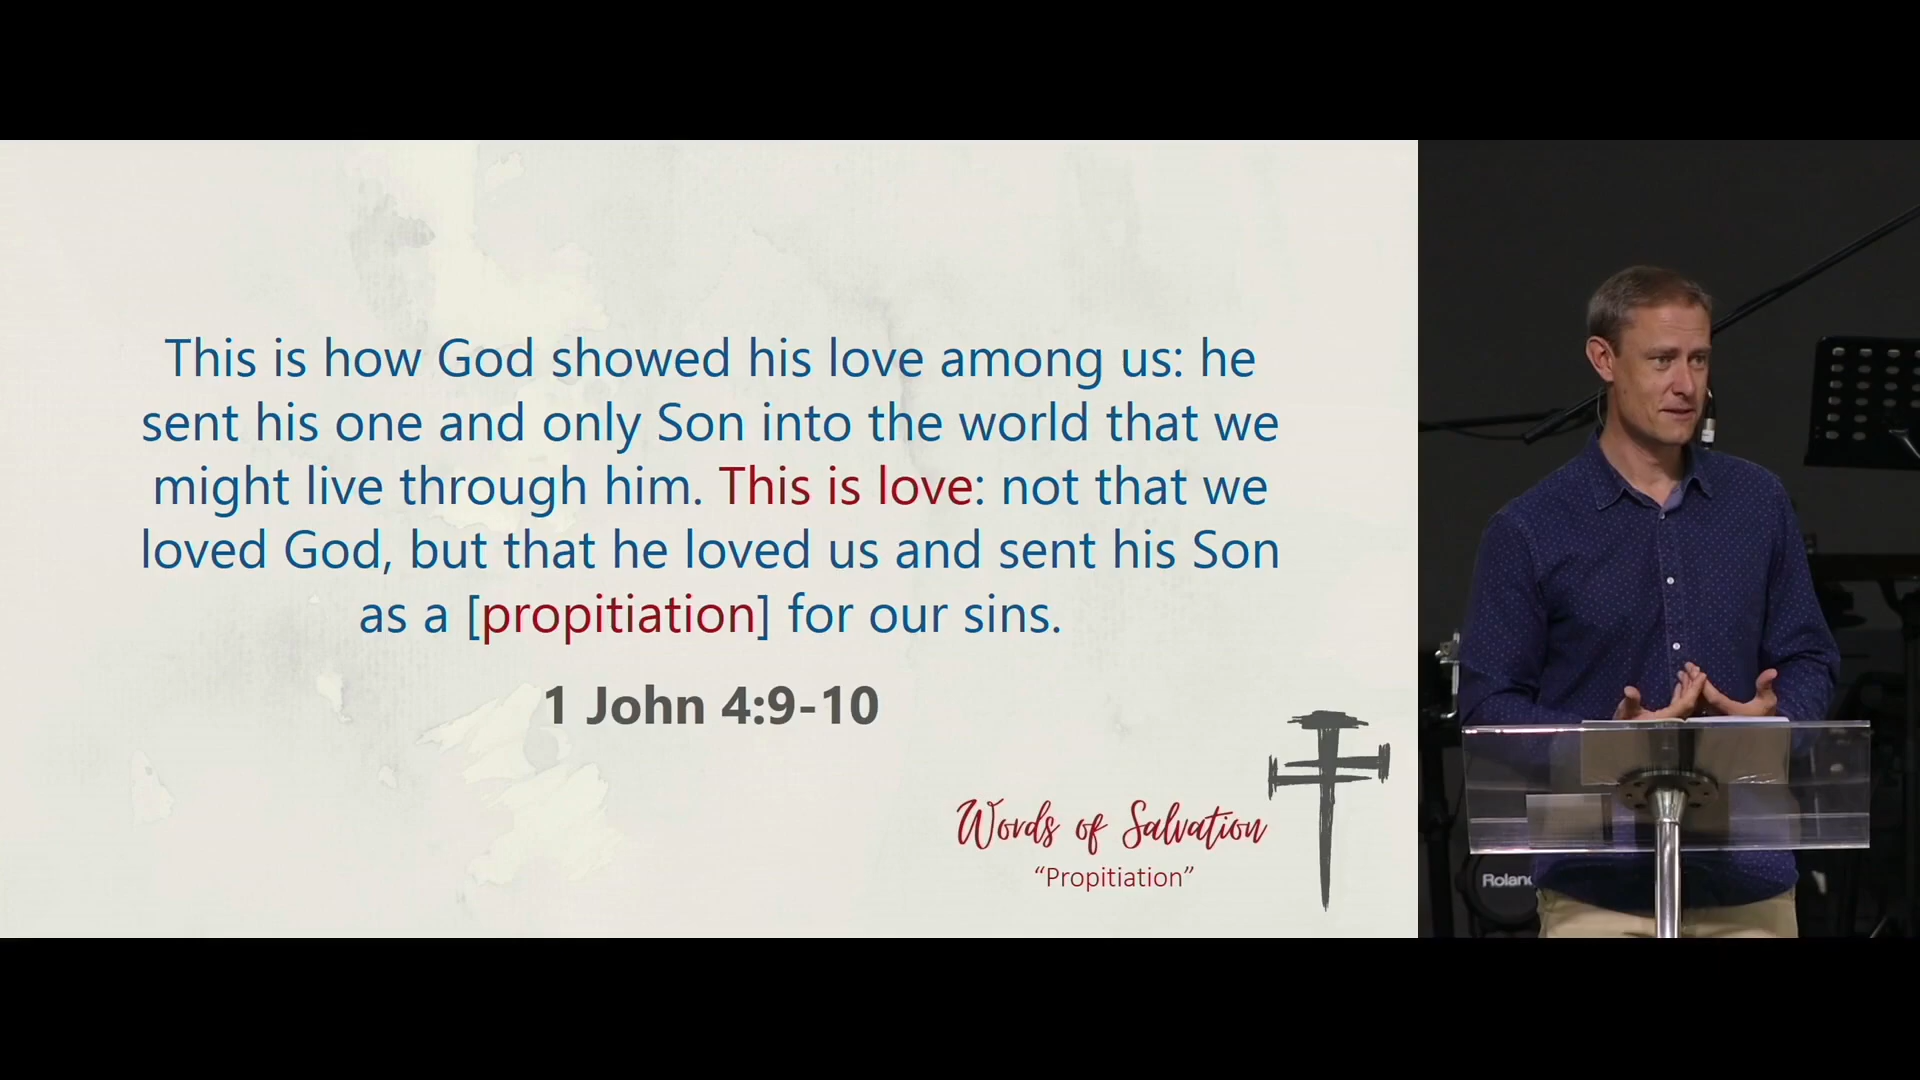 This is how God showed his love among us: he
sent his one and only Son into the world that we
might live through him. This is love: not that we
loved God, but that he loved us and sent his Son
as a [propitiation] for our sins.
1 John 4:9-10
Words of Salvation
“Propitiation”
Roland